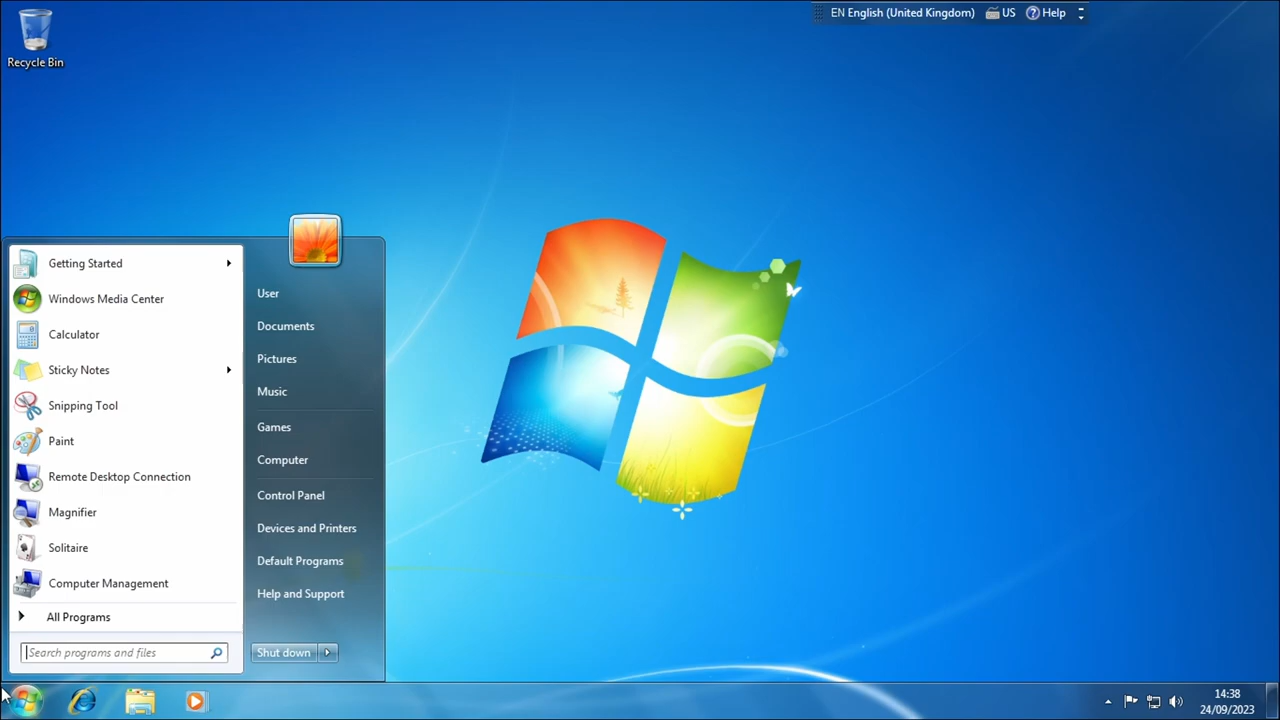 EN English (United Kingdom) US Help
Recycle Bin
Getting Started
Windows Media Center
Calculator
Sticky Notes
Snipping Tool
Paint
Remote Desktop Connection
Magnifier
Solitaire
Computer Management
All Programs
Search programs and files
User
Documents
Pictures
Music
Games
Computer
Control Panel
Devices and Printers
Default Programs
Help and Support
Shut down
14:38
24/09/2023